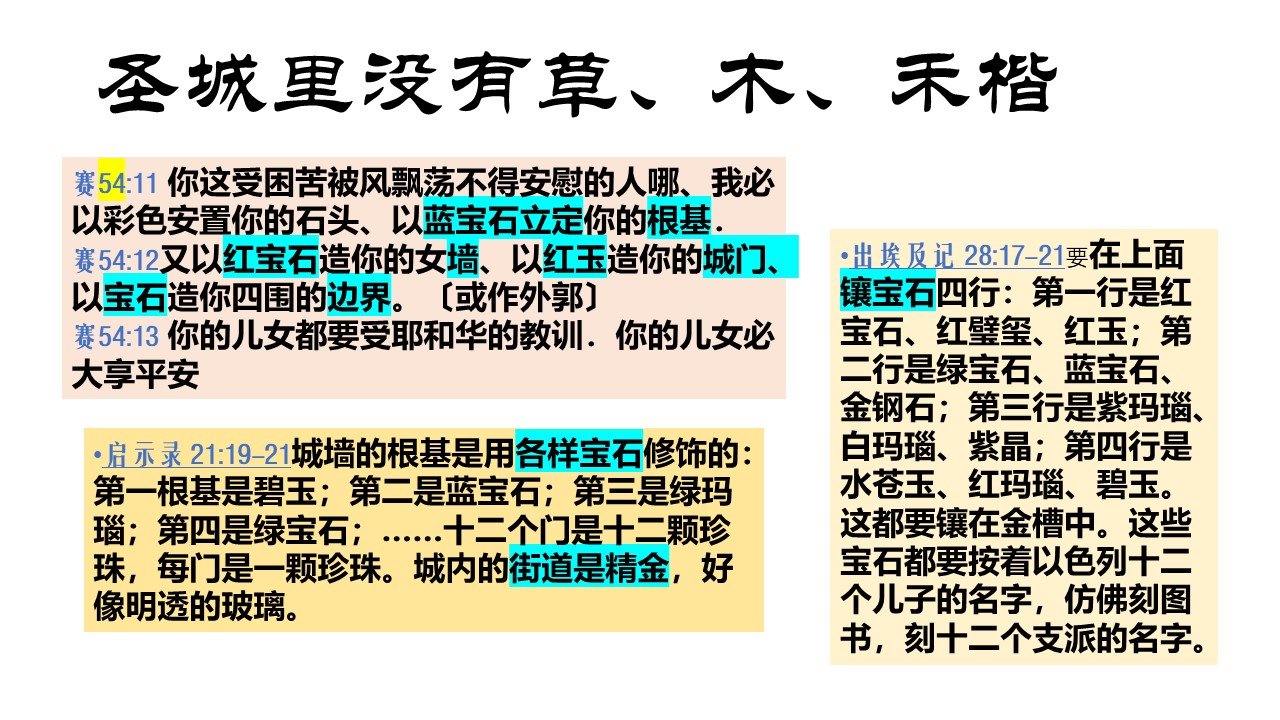 圣城里没有草、木、禾楷
赛54:11 你这受困苦被风飘荡不得安慰的人哪、我必
以彩色安置你的石头、以蓝宝石立定你的根基．
赛54:12又以红宝石造你的女墙、以红玉造你的城门、
以宝石造你四围的边界。〔或作外郭〕
赛54:13 你的儿女都要受耶和华的教训．你的儿女必
大享平安
•启示录 21:19-21城墙的根基是用各样宝石修饰的：
第一根基是碧玉；第二是蓝宝石；第三是绿玛
瑙；第四是绿宝石；……十二个门是十二颗珍
珠，每门是一颗珍珠。城内的街道是精金，好
像明透的玻璃。
•出埃及记 28:17-21要在上面
镶宝石四行：第一行是红
宝石、红璧玺、红玉；第
二行是绿宝石、蓝宝石、
金钢石；第三行是紫玛瑙、
白玛瑙、紫晶；第四行是
水苍玉、红玛瑙、碧玉。
这都要镶在金槽中。这些
宝石都要按着以色列十二
个儿子的名字，仿佛刻图
书，刻十二个支派的名字。